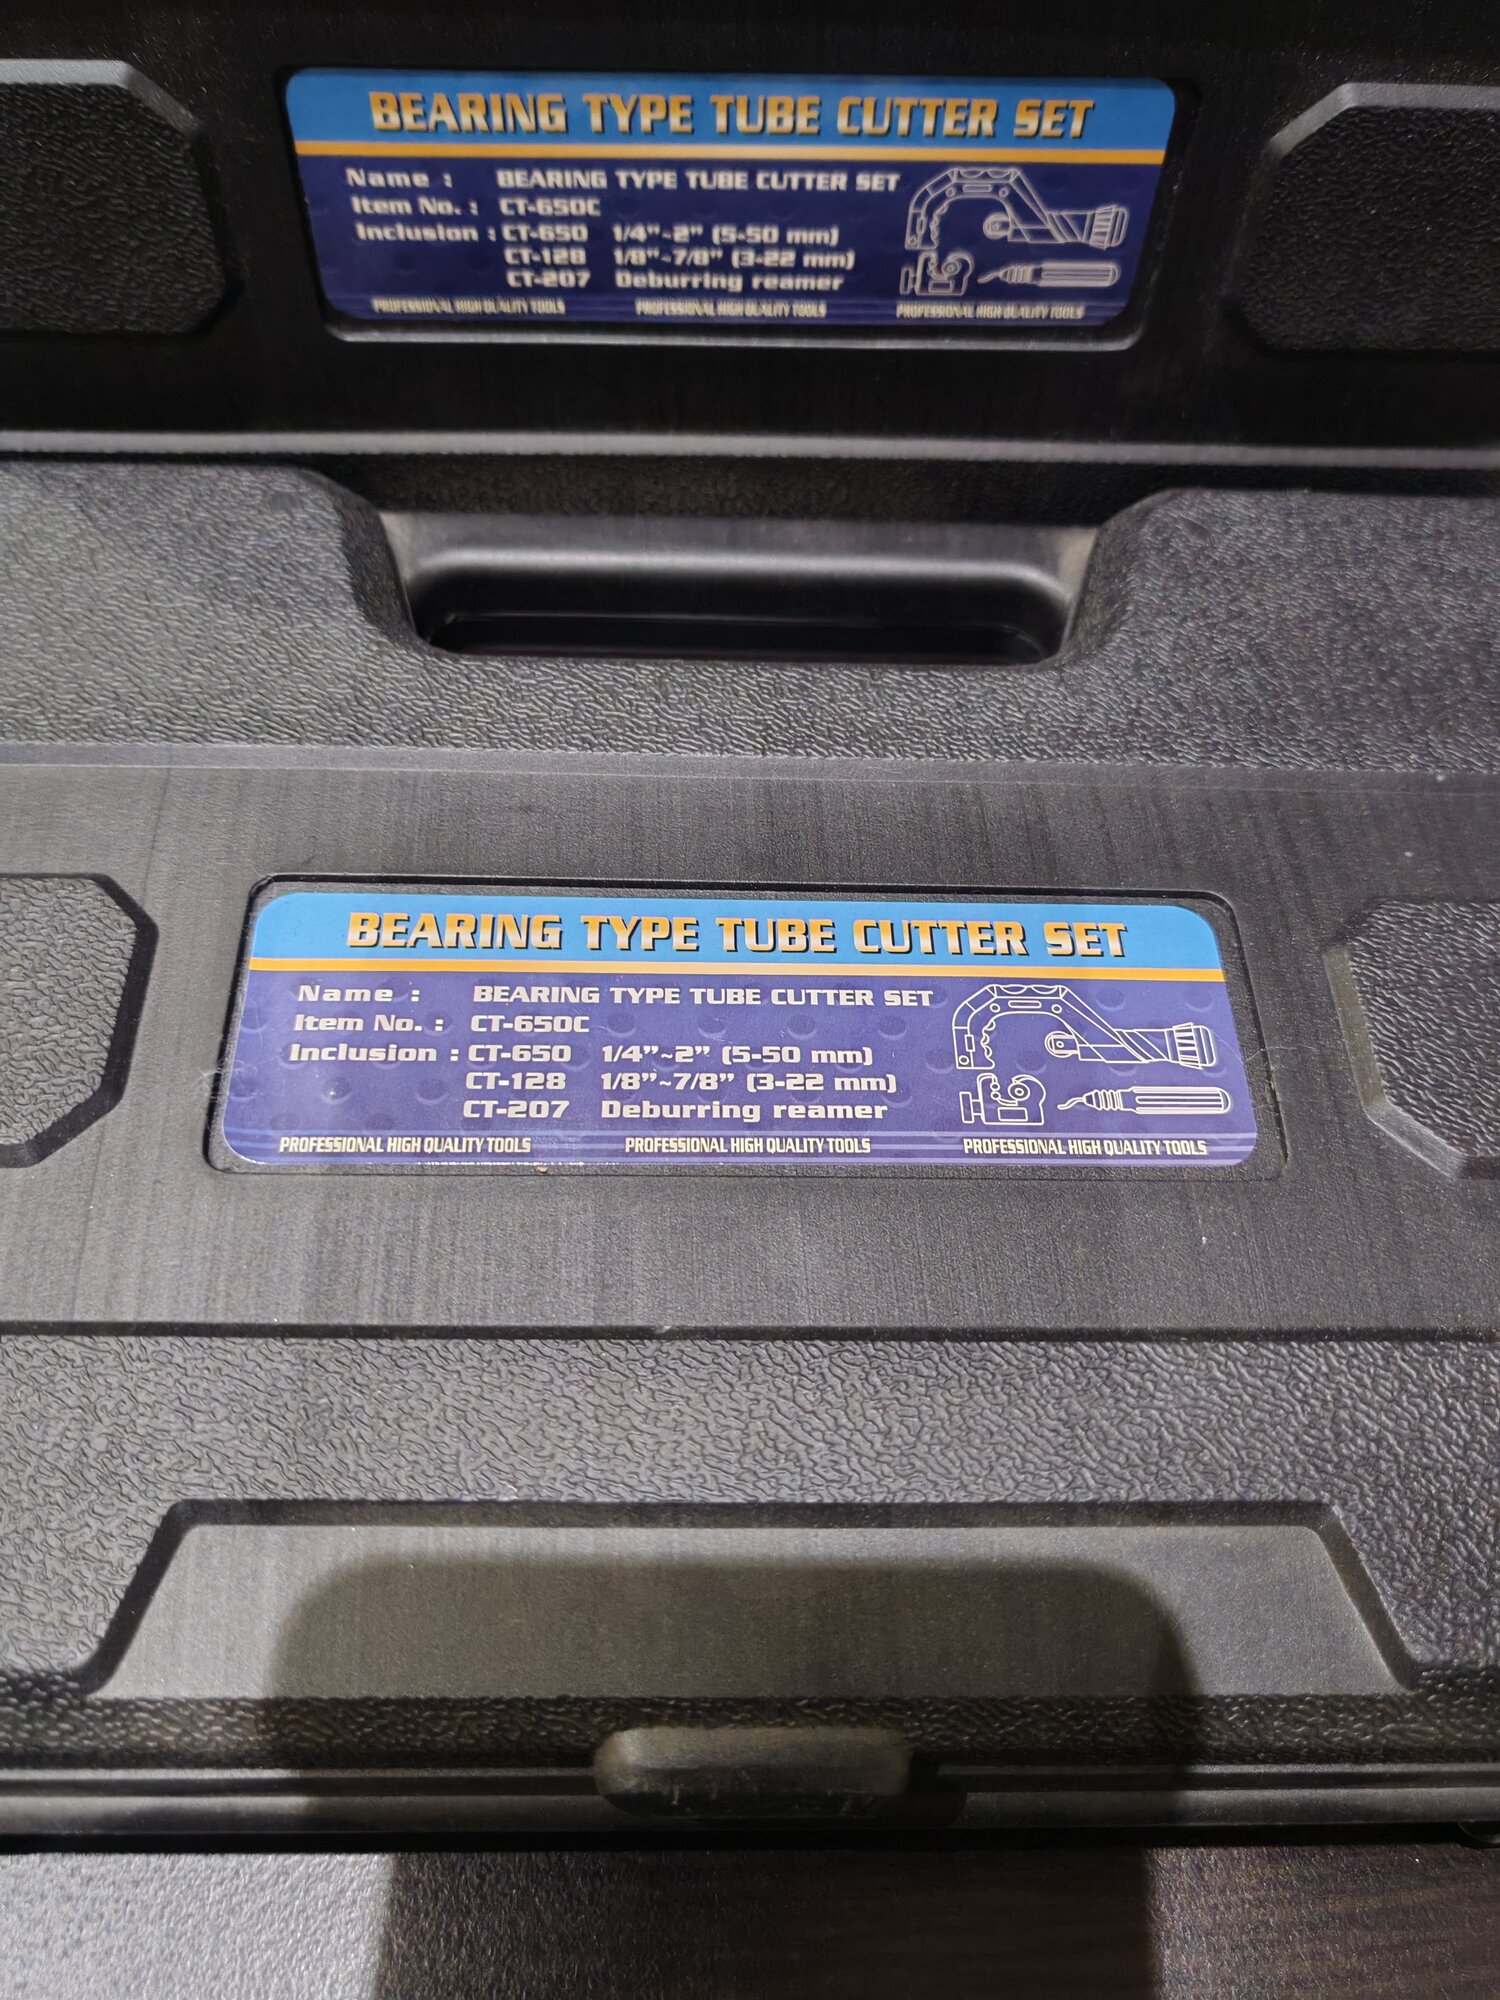 BEARING TYPE TUBE CUTTER SET
Name : BEARING TYPE TUBE CUTTER SET
Item No. : CT-650C
Inclusion : CT-650 1/4"~2" (5-50 mm)
CT-128 1/8"~7/8" (3-22 mm)
CT-207 Deburring reamer
PROFESSIONAL HIGH QUALITY TOOLS PROFESSIONAL HIGH QUALITY TOOLS PROFESSIONAL HIGH QUALITY TOOLS
BEARING TYPE TUBE CUTTER SET
Name : BEARING TYPE TUBE CUTTER SET
Item No. : CT-650C
Inclusion : CT-650 1/4"~2" (5-50 mm)
CT-128 1/8"~7/8" (3-22 mm)
CT-207 Deburring reamer
PROFESSIONAL HIGH QUALITY TOOLS PROFESSIONAL HIGH QUALITY TOOLS PROFESSIONAL HIGH QUALITY TOOLS